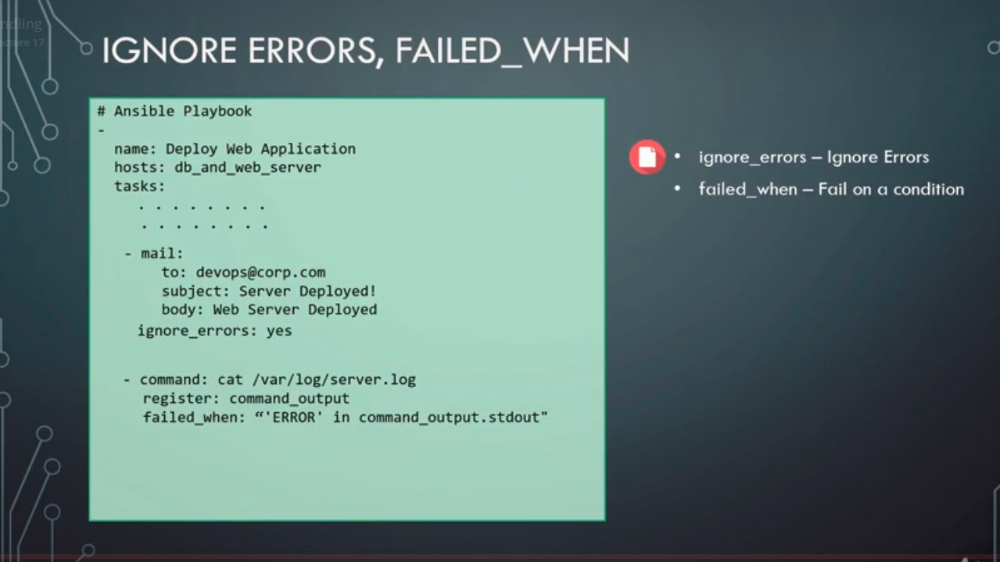 ndling
ecture 17
IGNORE ERRORS, FAILED_WHEN
# Ansible Playbook
-
name: Deploy Web Application
hosts: db_and_web_server
tasks:
. . . . . . . .
. . . . . . . .
- mail:
to: devops@corp.com
subject: Server Deployed!
body: Web Server Deployed
ignore_errors: yes
- command: cat /var/log/server.log
register: command_output
failed_when: “'ERROR' in command_output.stdout"
• ignore_errors – Ignore Errors
• failed_when – Fail on a condition